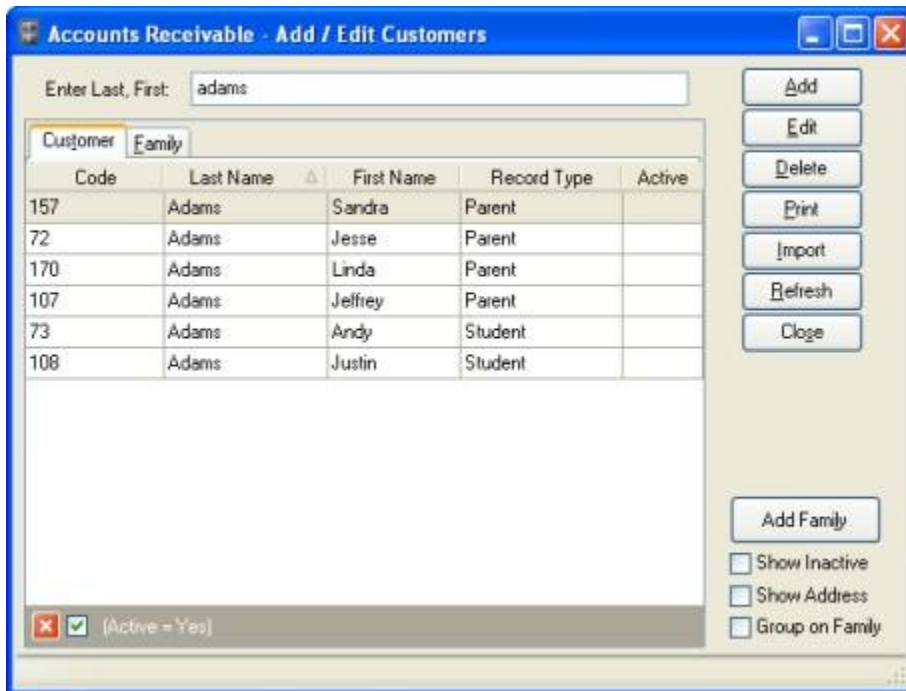 Accounts Receivable - Add / Edit Customers
Enter Last, First: adams
Add
Edit
Delete
Print
Import
Refresh
Close
Customer Family
Code Last Name First Name Record Type Active
157 Adams Sandra Parent
72 Adams Jesse Parent
170 Adams Linda Parent
107 Adams Jeffrey Parent
73 Adams Andy Student
108 Adams Justin Student
Add Family
Show Inactive
Show Address
Group on Family
(Active = Yes)